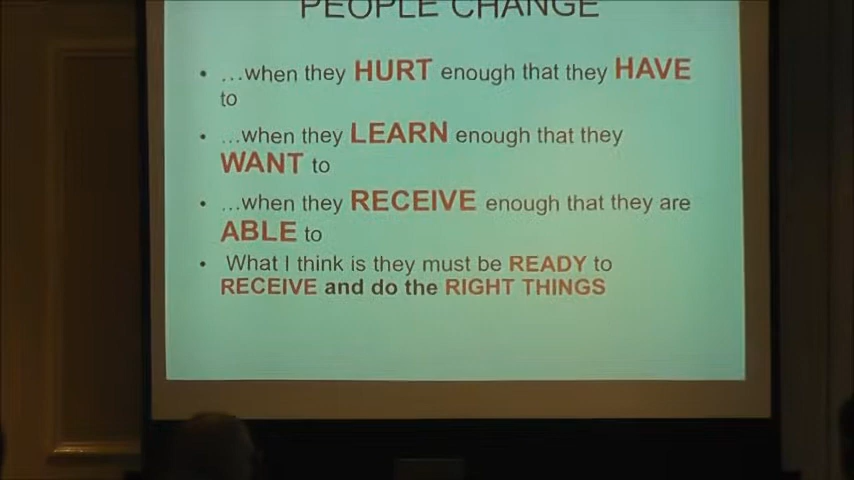 PEOPLE CHANGE
• …when they HURT enough that they HAVE
to
• …when they LEARN enough that they
WANT to
• …when they RECEIVE enough that they are
ABLE to
• What I think is they must be READY to
RECEIVE and do the RIGHT THINGS